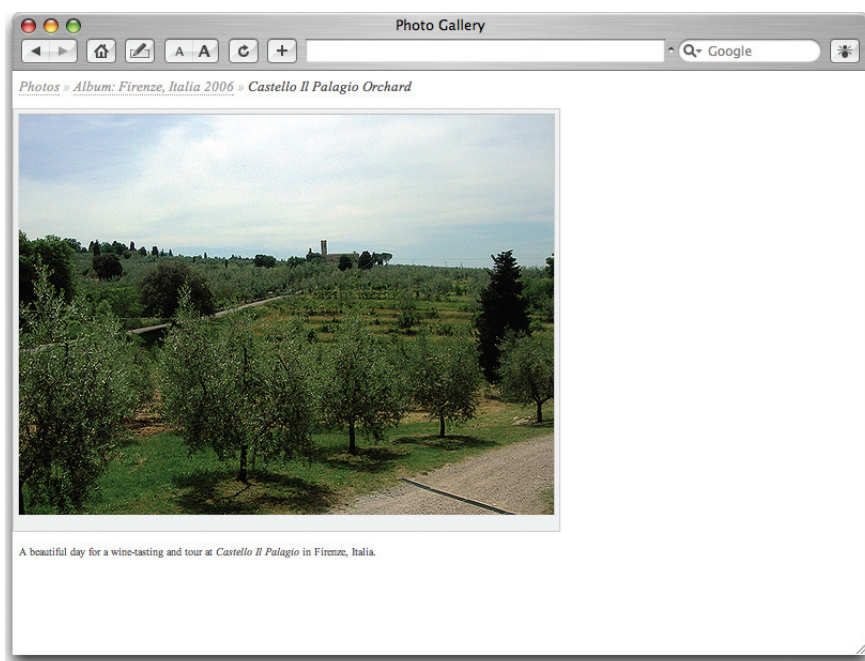 Photo Gallery
A A
Google
Photos » Album: Firenze, Italia 2006 » Castello Il Palagio Orchard
A beautiful day for a wine-tasting and tour at Castello Il Palagio in Firenze, Italia.